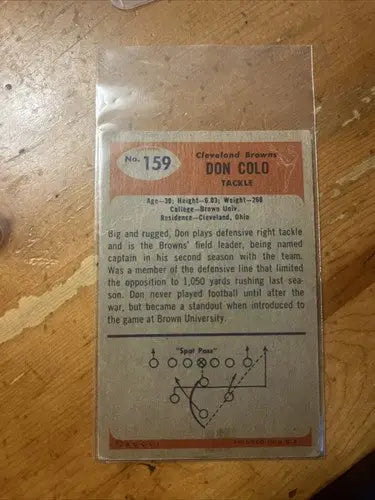 No. 159
Cleveland Browns
DON COLO
TACKLE
Age—30; Height—6.03; Weight—260
College—Brown Univ.
Residence—Cleveland, Ohio
Big and rugged, Don plays defensive right tackle
and is the Browns' field leader, being named
captain in his second season with the team.
Was a member of the defensive line that limited
the opposition to 1,050 yards rushing last sea-
son. Don never played football until after the
war, but became a standout when introduced to
the game at Brown University.
"Spot Pass"
PRINTED IN U.S.A.